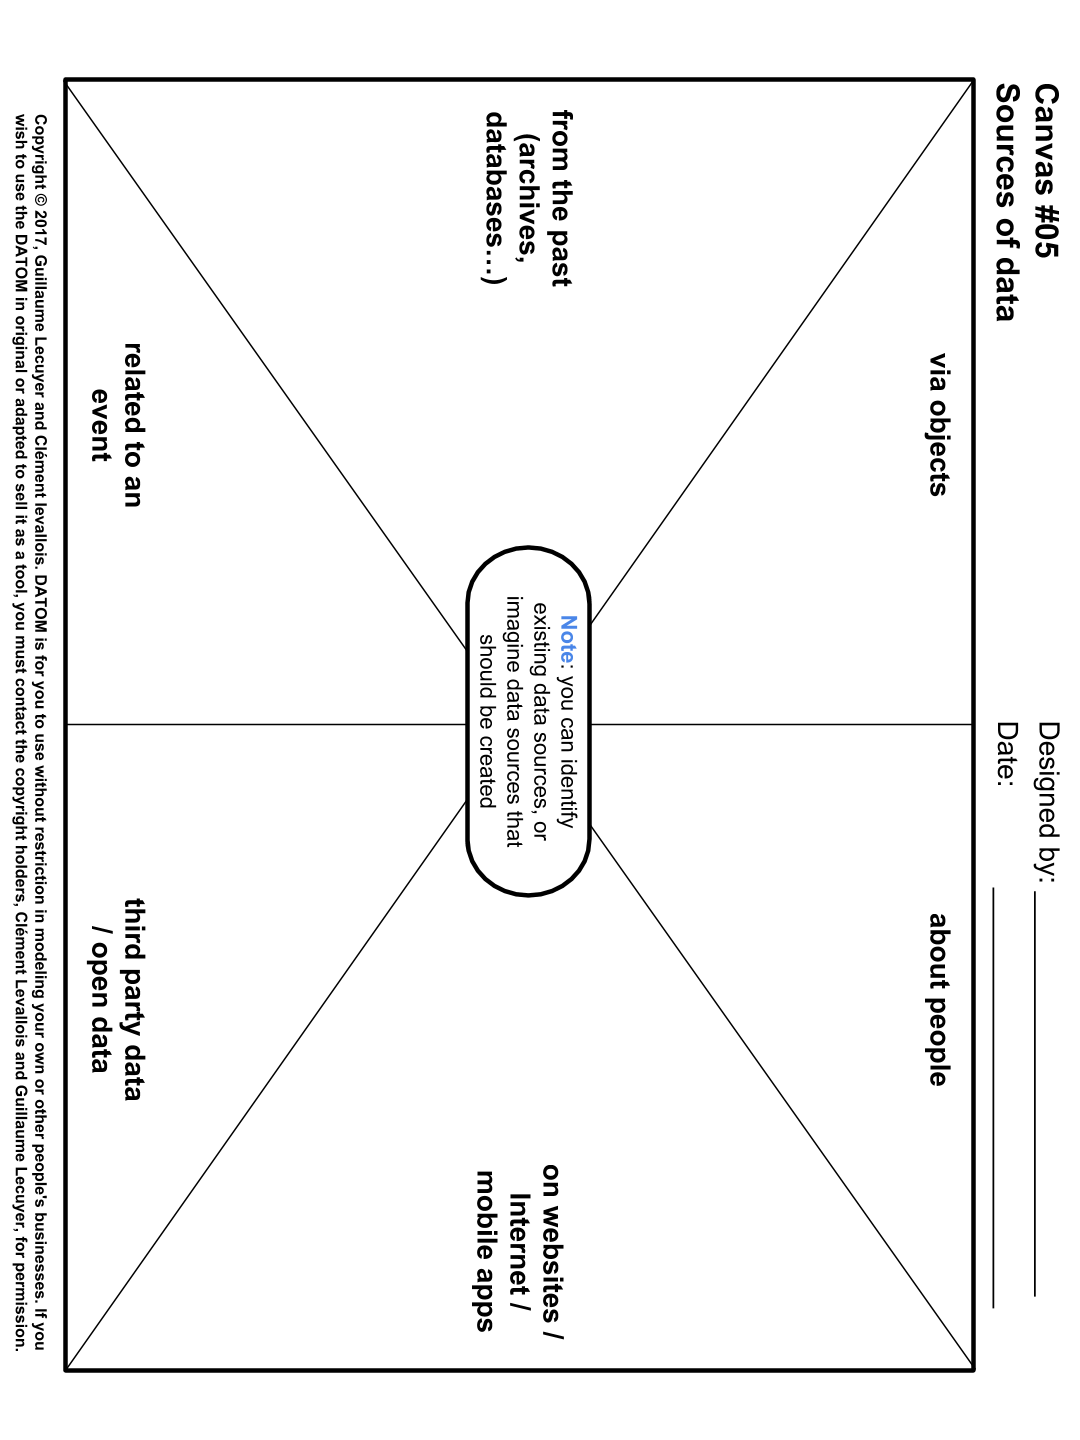 Canvas #05
Sources of data
Designed by:
Date:
via objects
about people
from the past
(archives,
databases…)
Note: you can identify
existing data sources, or
imagine data sources that
should be created
on websites /
Internet /
mobile apps
related to an
event
third party data
/ open data
Copyright © 2017, Guillaume Lecuyer and Clément levallois. DATOM is for you to use without restriction in modeling your own or other people's businesses. If you
wish to use the DATOM in original or adapted to sell it as a tool, you must contact the copyright holders, Clément Levallois and Guillaume Lecuyer, for permission.